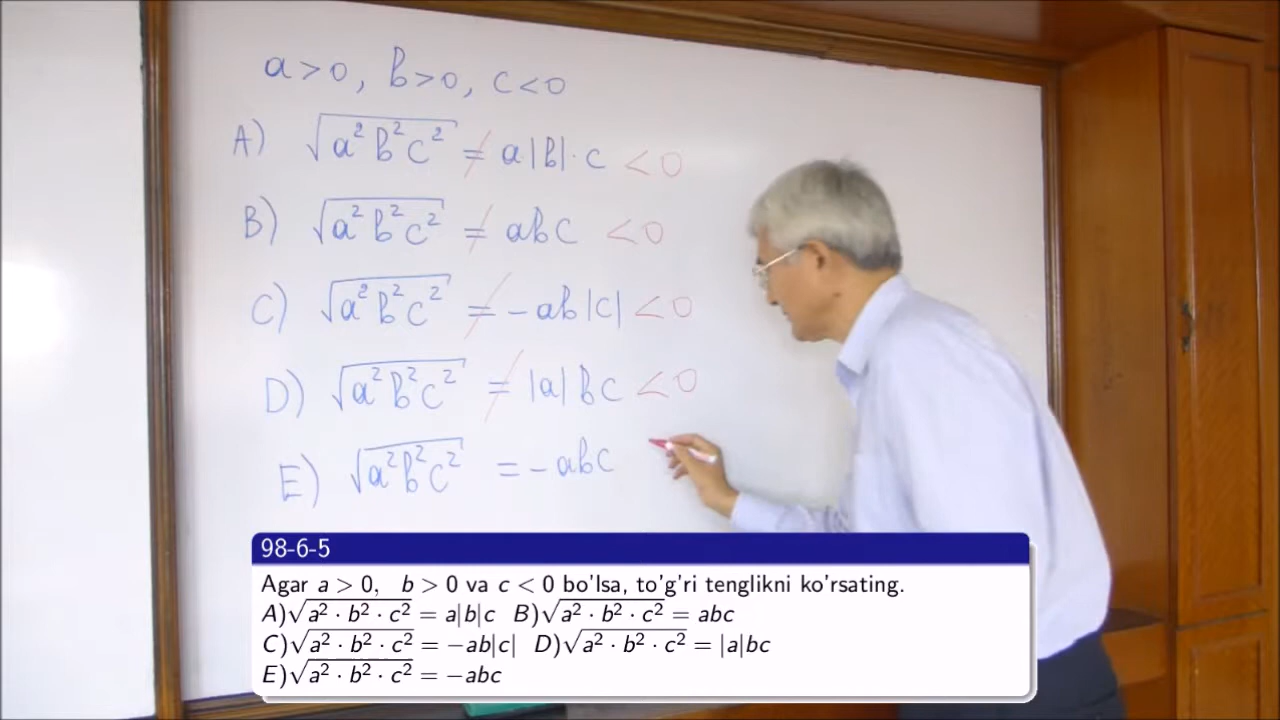 a>0, b>0, c<0
A) √a²b²c² ≠ a|b|·c <0
B) √a²b²c² ≠ abc <0
C) √a²b²c² ≠ -ab|c| <0
D) √a²b²c² ≠ |a|bc <0
E) √a²b²c² = -abc
98-6-5
Agar a > 0, b > 0 va c < 0 bo'lsa, to'g'ri tenglikni ko'rsating.
A)√a² · b² · c² = a|b|c B)√a² · b² · c² = abc
C)√a² · b² · c² = −ab|c| D)√a² · b² · c² = |a|bc
E)√a² · b² · c² = −abc